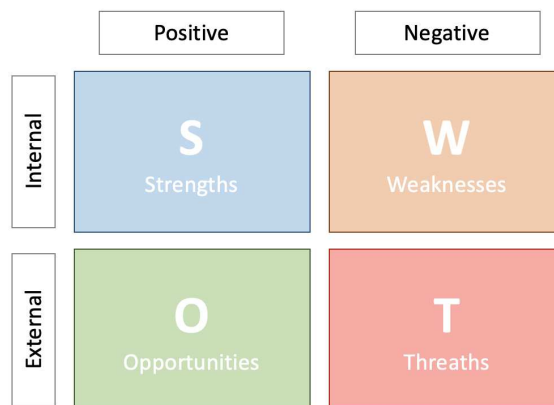 Positive
Negative
Internal
S
Strengths
W
Weaknesses
External
O
Opportunities
T
Threaths